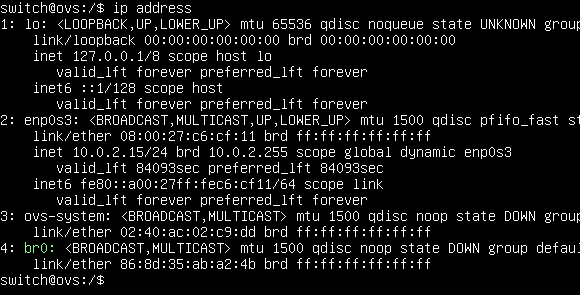 switch@ovs:/$ ip address
1: lo: <LOOPBACK,UP,LOWER_UP> mtu 65536 qdisc noqueue state UNKNOWN group
    link/loopback 00:00:00:00:00:00 brd 00:00:00:00:00:00
    inet 127.0.0.1/8 scope host lo
       valid_lft forever preferred_lft forever
    inet6 ::1/128 scope host
       valid_lft forever preferred_lft forever
2: enp0s3: <BROADCAST,MULTICAST,UP,LOWER_UP> mtu 1500 qdisc pfifo_fast st
    link/ether 08:00:27:c6:cf:11 brd ff:ff:ff:ff:ff:ff
    inet 10.0.2.15/24 brd 10.0.2.255 scope global dynamic enp0s3
       valid_lft 84093sec preferred_lft 84093sec
    inet6 fe80::a00:27ff:fec6:cf11/64 scope link
       valid_lft forever preferred_lft forever
3: ovs-system: <BROADCAST,MULTICAST> mtu 1500 qdisc noop state DOWN group
    link/ether 02:40:ac:02:c9:dd brd ff:ff:ff:ff:ff:ff
4: br0: <BROADCAST,MULTICAST> mtu 1500 qdisc noop state DOWN group defau
    link/ether 86:8d:35:ab:a2:4b brd ff:ff:ff:ff:ff:ff
switch@ovs:/$